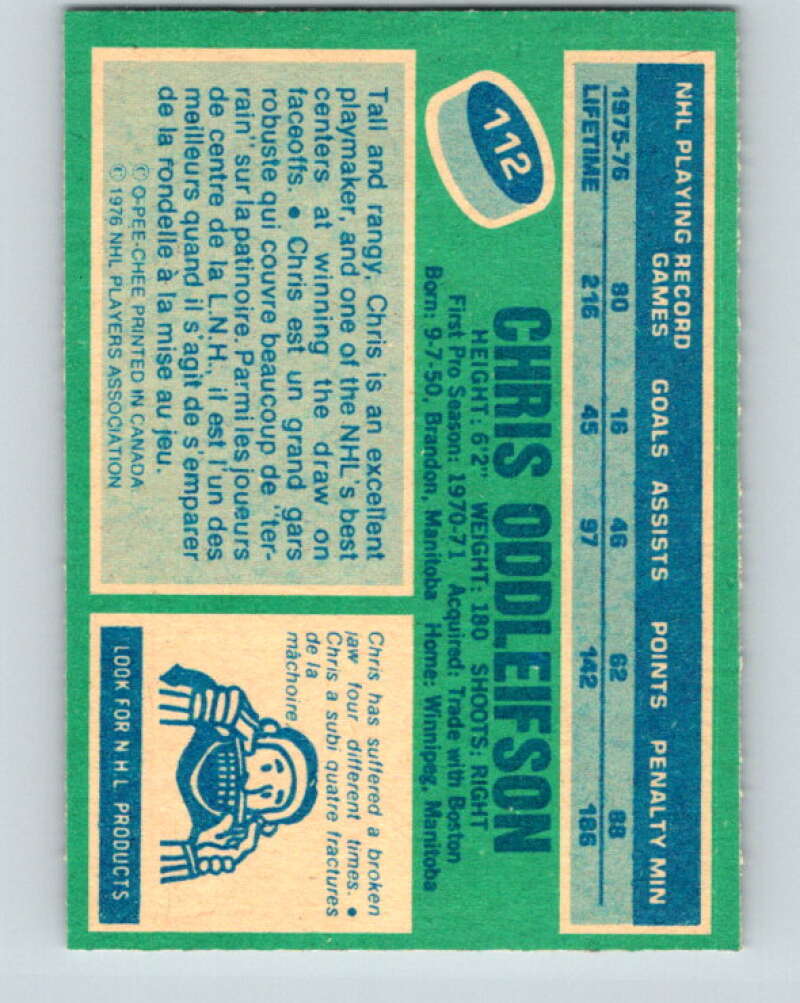 NHL PLAYING RECORD
GAMES GOALS ASSISTS POINTS PENALTY MIN
1975-76 80 16 46 62 88
LIFETIME 216 45 97 142 186
112
CHRIS ODDLEIFSON
HEIGHT: 6'2" WEIGHT: 180 SHOOTS: RIGHT
First Pro Season: 1970-71 Acquired: Trade with Boston
Born: 9-7-50, Brandon, Manitoba Home: Winnipeg, Manitoba
Tall and rangy, Chris is an excellent
playmaker, and one of the NHL's best
centers at winning the draw on
faceoffs. • Chris est un grand gars
robuste qui couvre beaucoup de "ter-
rain" sur la patinoire. Parmi les joueurs
de centre de la L.N.H., il est l'un des
meilleurs quand il s'agit de s'emparer
de la rondelle à la mise au jeu.
© O-PEE-CHEE PRINTED IN CANADA
© 1976 NHL PLAYERS ASSOCIATION
Chris has suffered a broken
jaw four different times. •
Chris a subi quatre fractures
de la
mâchoire.
LOOK FOR N.H.L. PRODUCTS